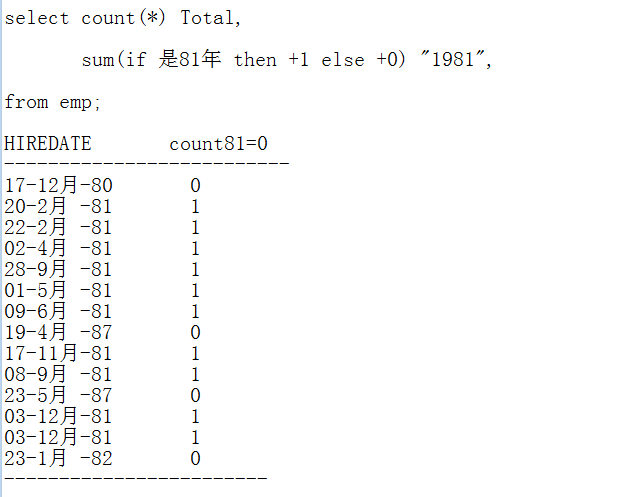 select count(*) Total,
sum(if 是81年 then +1 else +0) "1981",
from emp;
HIREDATE count81=0
--------------------------
17-12月-80 0
20-2月 -81 1
22-2月 -81 1
02-4月 -81 1
28-9月 -81 1
01-5月 -81 1
09-6月 -81 1
19-4月 -87 0
17-11月-81 1
08-9月 -81 1
23-5月 -87 0
03-12月-81 1
03-12月-81 1
23-1月 -82 0
------------------------